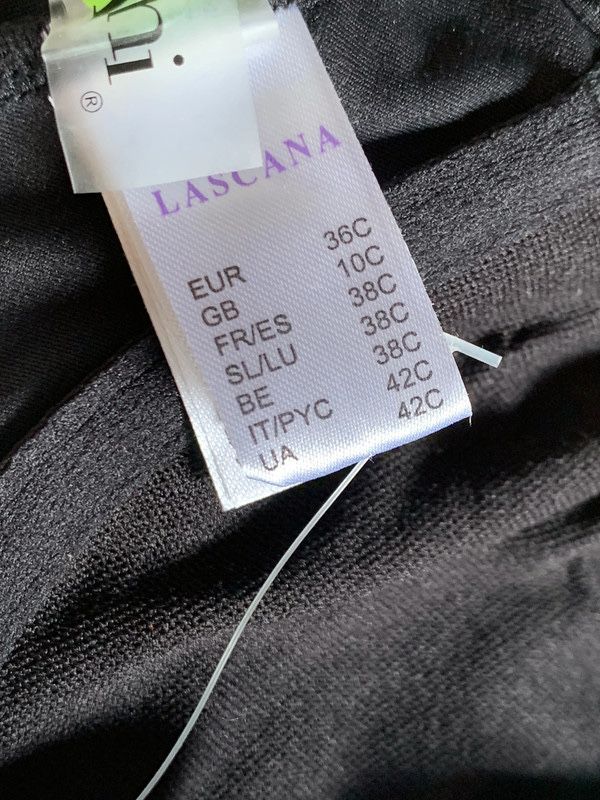 ®
LASCANA
EUR 36C
GB 10C
FR/ES 38C
SL/LU 38C
BE 38C
IT/PYC 42C
UA 42C